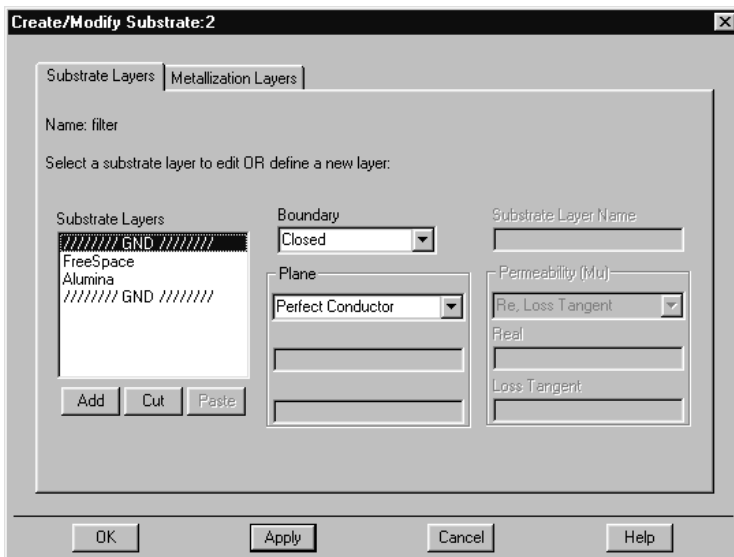 Create/Modify Substrate:2
Substrate Layers
Metallization Layers
Name: filter
Select a substrate layer to edit OR define a new layer:
Substrate Layers
//////// GND ////////
FreeSpace
Alumina
//////// GND ////////
Add
Cut
Paste
Boundary
Closed
Plane
Perfect Conductor
Substrate Layer Name
Permeability (Mu)
Re, Loss Tangent
Real
Loss Tangent
OK
Apply
Cancel
Help